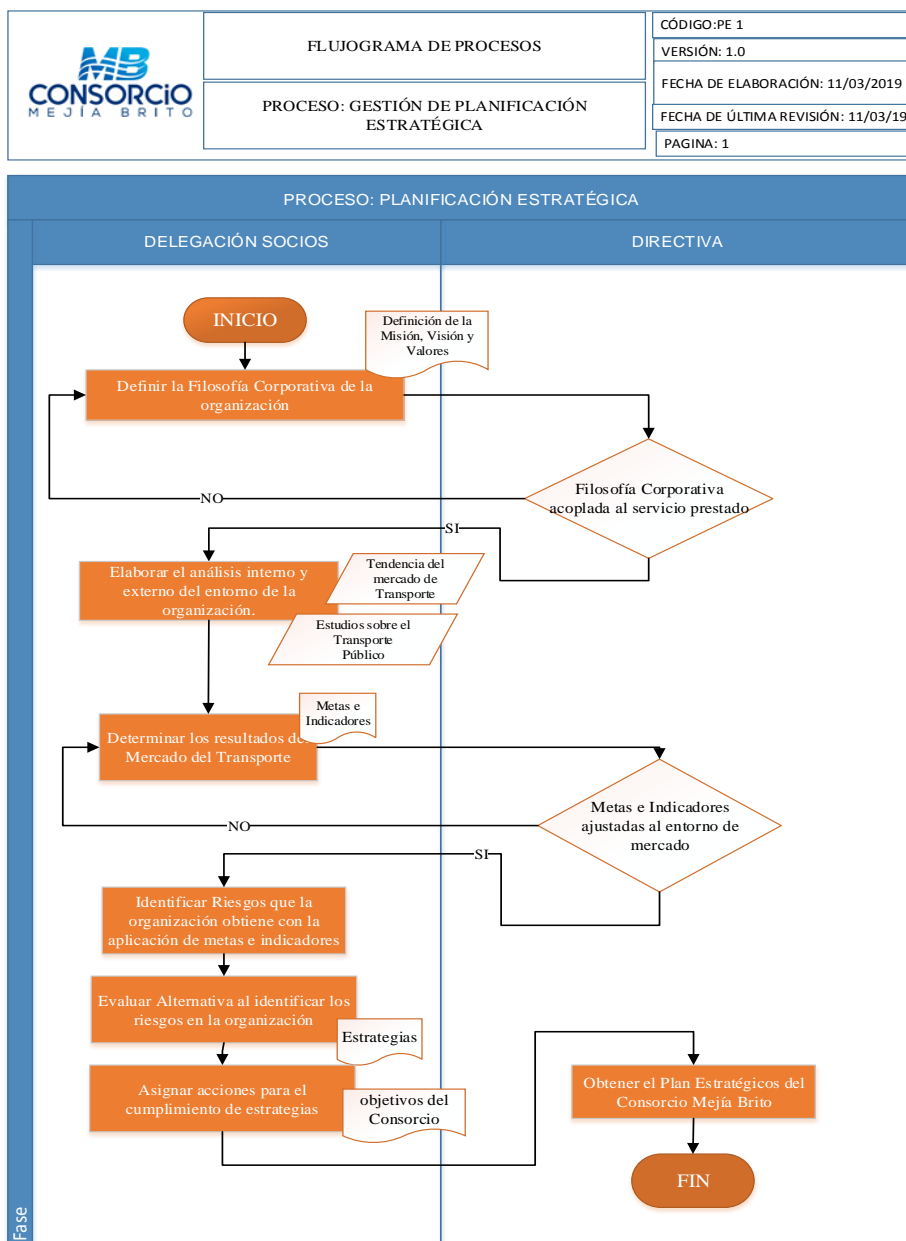 MB
CONSORCIO
MEJÍA BRITO
FLUJOGRAMA DE PROCESOS
PROCESO: GESTIÓN DE PLANIFICACIÓN
ESTRATÉGICA
CÓDIGO:PE 1
VERSIÓN: 1.0
FECHA DE ELABORACIÓN: 11/03/2019
FECHA DE ÚLTIMA REVISIÓN: 11/03/19
PAGINA: 1
PROCESO: PLANIFICACIÓN ESTRATÉGICA
DELEGACIÓN SOCIOS
DIRECTIVA
INICIO
Definición de la
Misión, Visión y
Valores
Definir la Filosofía Corporativa de la
organización
Filosofía Corporativa
acoplada al servicio prestado
NO
SI
Elaborar el análisis interno y
externo del entorno de la
organización.
Tendencia del
mercado de
Transporte
Estudios sobre el
Transporte
Público
Metas e
Indicadores
Determinar los resultados de
Mercado del Transporte
Metas e Indicadores
ajustadas al entorno de
mercado
NO
SI
Identificar Riesgos que la
organización obtiene con la
aplicación de metas e indicadores
Evaluar Alternativa al identificar los
riesgos en la organización
Estrategias
Asignar acciones para el
cumplimiento de estrategias
objetivos del
Consorcio
Obtener el Plan Estratégicos del
Consorcio Mejía Brito
FIN
Fase